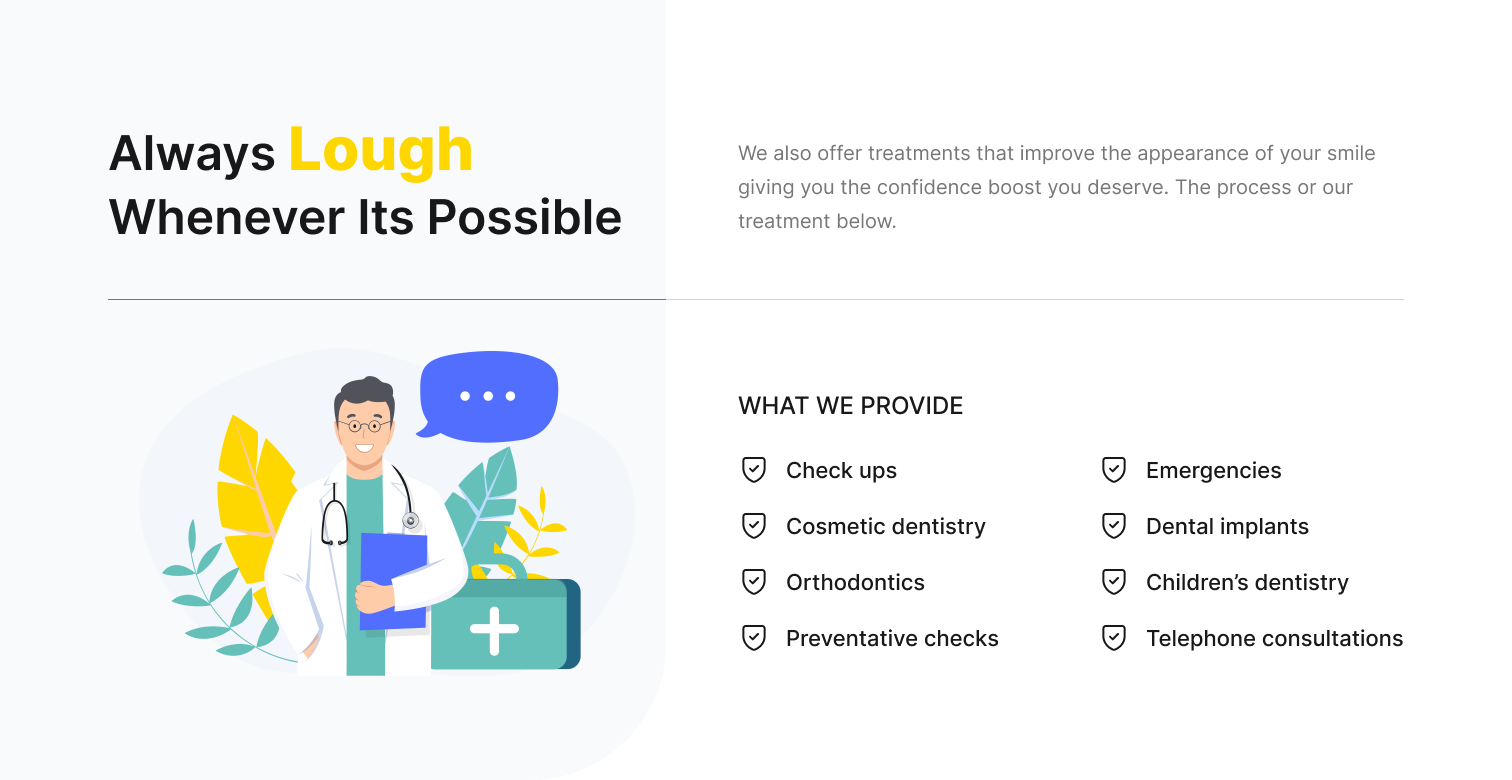 Always Lough
Whenever Its Possible
We also offer treatments that improve the appearance of your smile
giving you the confidence boost you deserve. The process or our
treatment below.
WHAT WE PROVIDE
Check ups
Cosmetic dentistry
Orthodontics
Preventative checks
Emergencies
Dental implants
Children’s dentistry
Telephone consultations